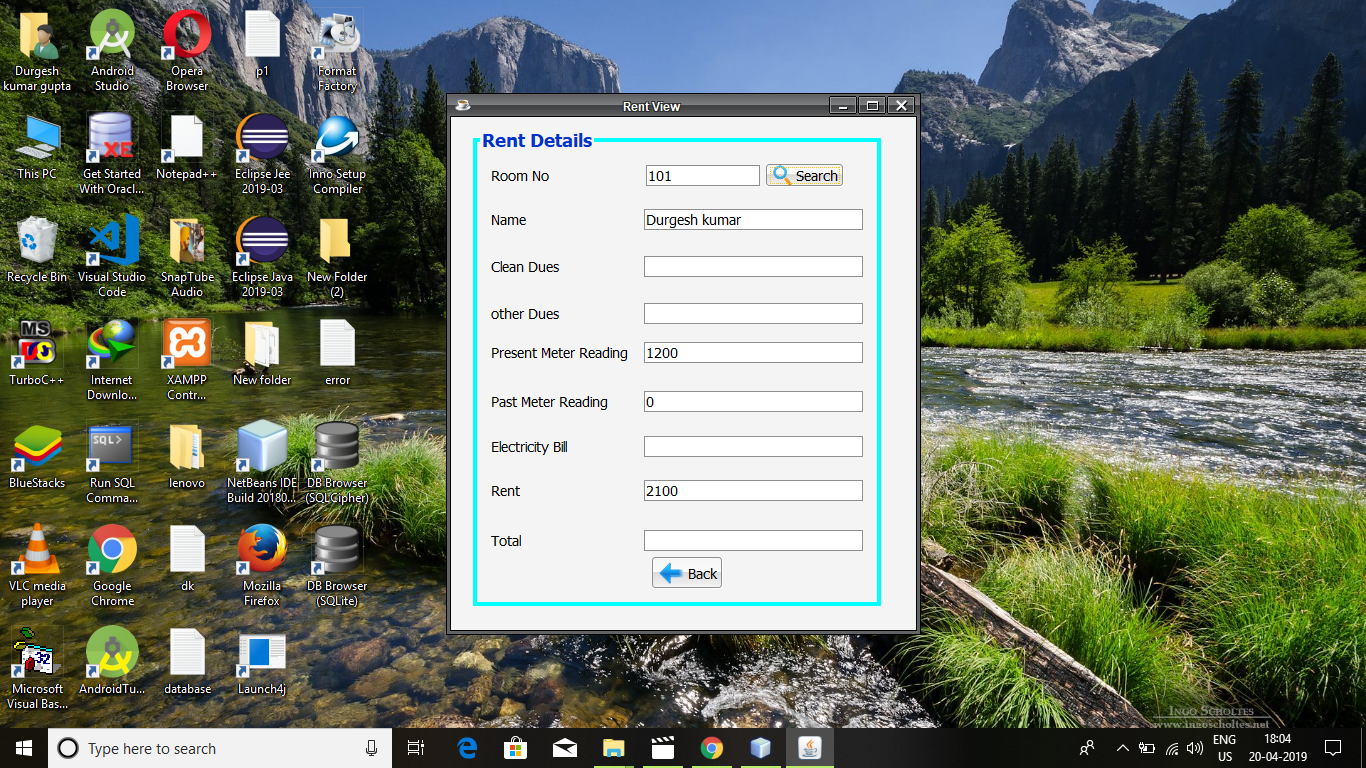 Durgesh
kumar gupta
Android
Studio
Opera
Browser
p1
Format
Factory
This PC
XE
Get Started
With Oracl...
Notepad++
Eclipse Jee
2019-03
Inno Setup
Compiler
Recycle Bin
Visual Studio
Code
SnapTube
Audio
Eclipse Java
2019-03
New Folder
(2)
MS
TurboC++
Internet
Downlo...
XAMPP
Contr...
New folder
error
BlueStacks
SQL>
Run SQL
Comma...
lenovo
NetBeans IDE
Build 20180...
DB Browser
(SQLCipher)
VLC media
player
Google
Chrome
dk
Mozilla
Firefox
DB Browser
(SQLite)
32
Microsoft
Visual Bas...
AndroidTu...
database
Launch4j
Rent View
Rent Details
Room No 101 Search
Name Durgesh kumar
Clean Dues
other Dues
Present Meter Reading 1200
Past Meter Reading 0
Electricity Bill
Rent 2100
Total
Back
INGO SCHOLTES
www.ingoscholtes.net
Type here to search
ENG
US
18:04
20-04-2019